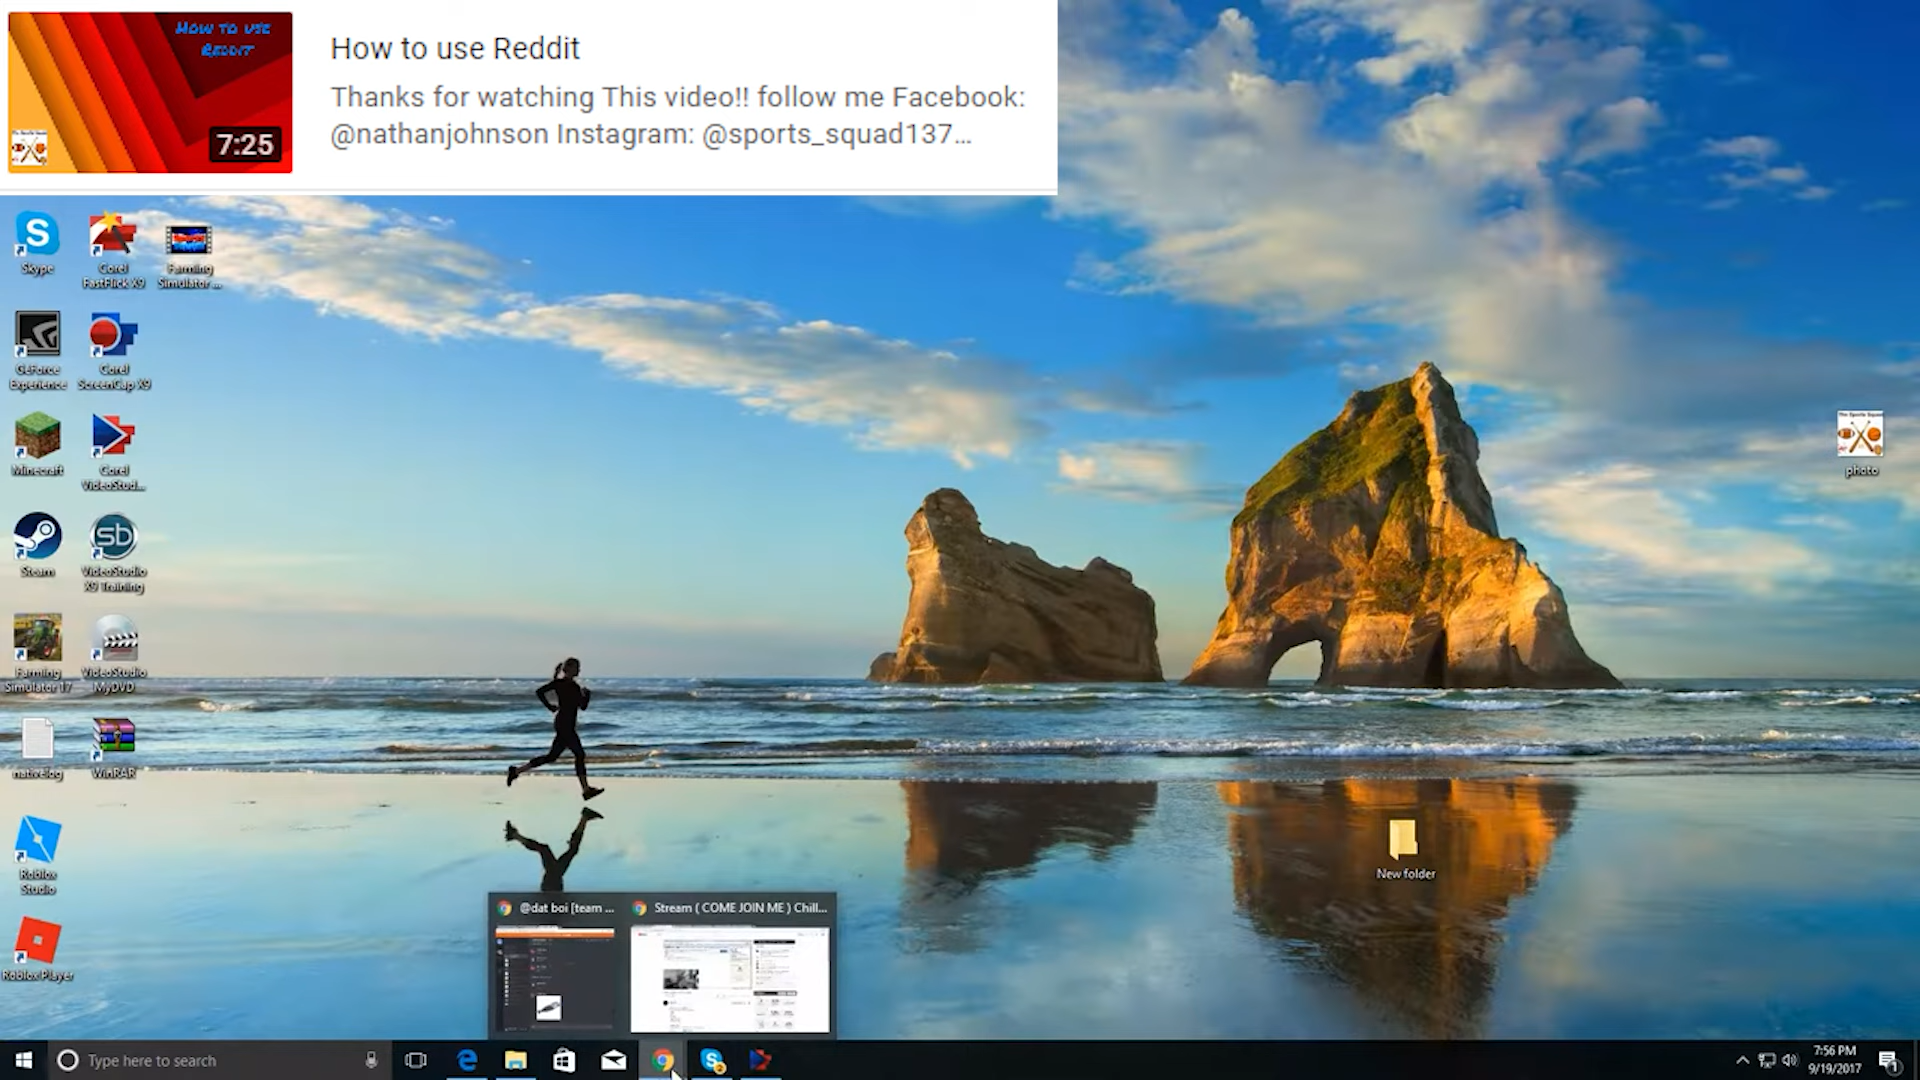 How to use
Reddit
7:25
How to use Reddit
Thanks for watching This video!! follow me Facebook:
@nathanjohnson Instagram: @sports_squad137...
Skype
Corel
FastFlick X9
Farming
Simulator ...
GeForce
Experience
Corel
ScreenCap X9
Minecraft
Corel
VideoStud...
Steam
VideoStudio
X9 Training
Farming
Simulator 17
VideoStudio
MyDVD
nativelog
WinRAR
Roblox
Studio
Roblox Player
photo
New folder
@dat boi [team ...
Stream ( COME JOIN ME ) Chill...
Type here to search
7:56 PM
9/19/2017